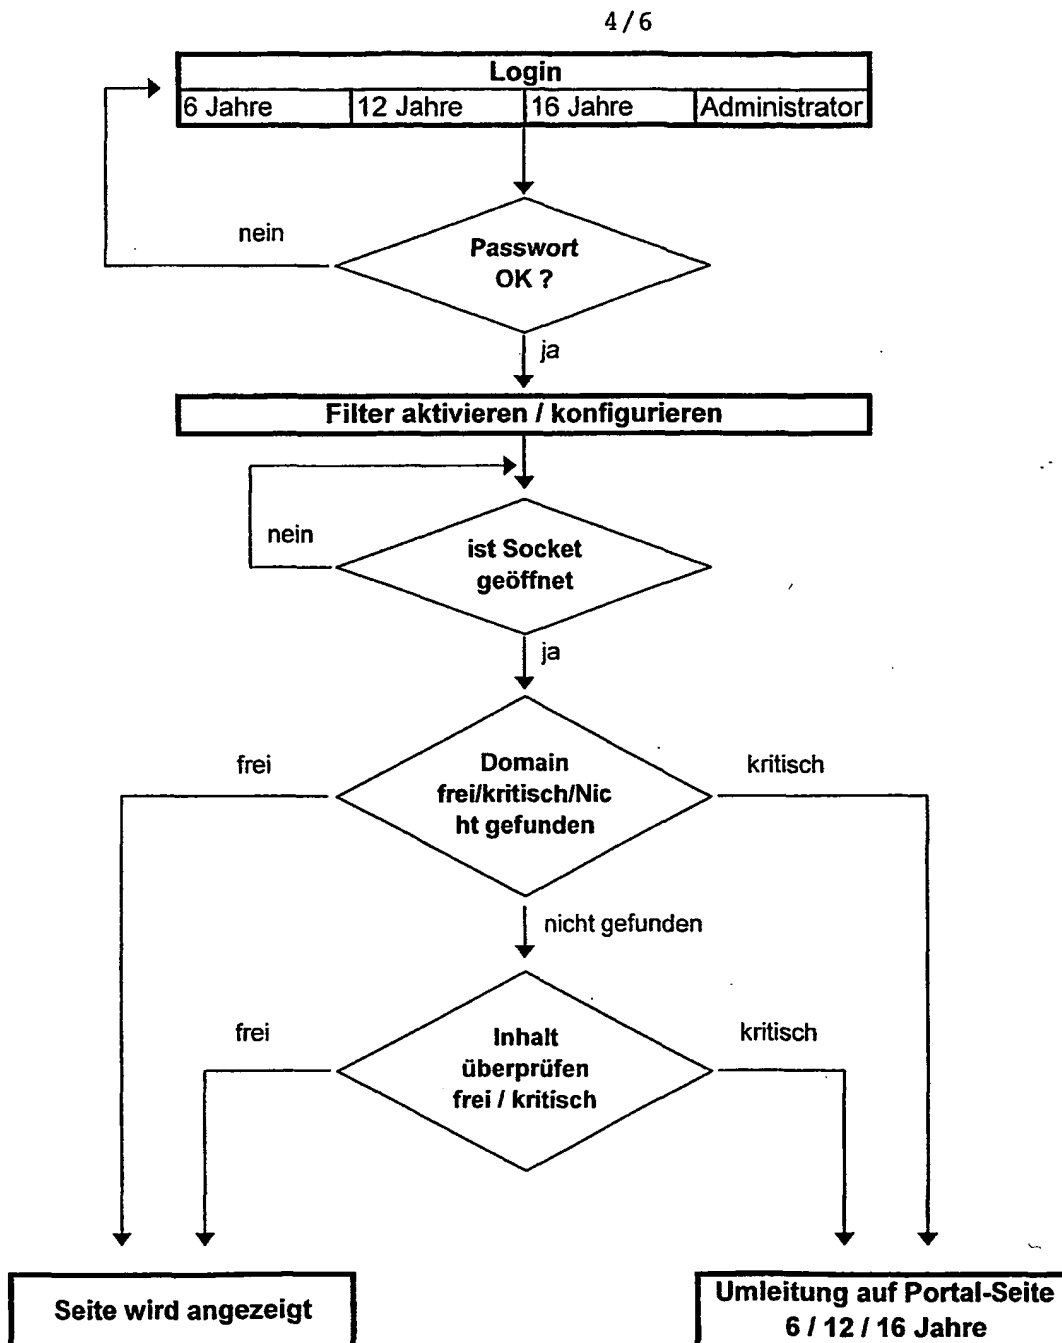 4/6
Login
6 Jahre 12 Jahre 16 Jahre Administrator
nein
Passwort
OK ?
ja
Filter aktivieren / konfigurieren
nein
ist Socket
geöffnet
ja
frei
Domain
frei/kritisch/Nic
ht gefunden
kritisch
nicht gefunden
frei
Inhalt
überprüfen
frei / kritisch
kritisch
Seite wird angezeigt
Umleitung auf Portal-Seite
6 / 12 / 16 Jahre